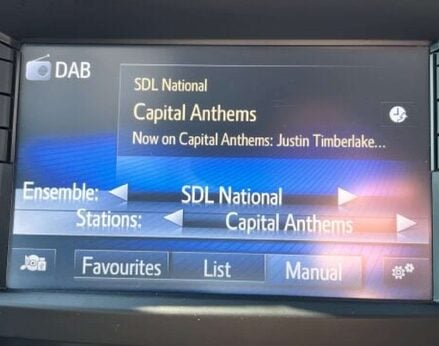 DAB
SDL National
Capital Anthems
Now on Capital Anthems: Justin Timberlake...
Ensemble: SDL National
Stations: Capital Anthems
Favourites List Manual